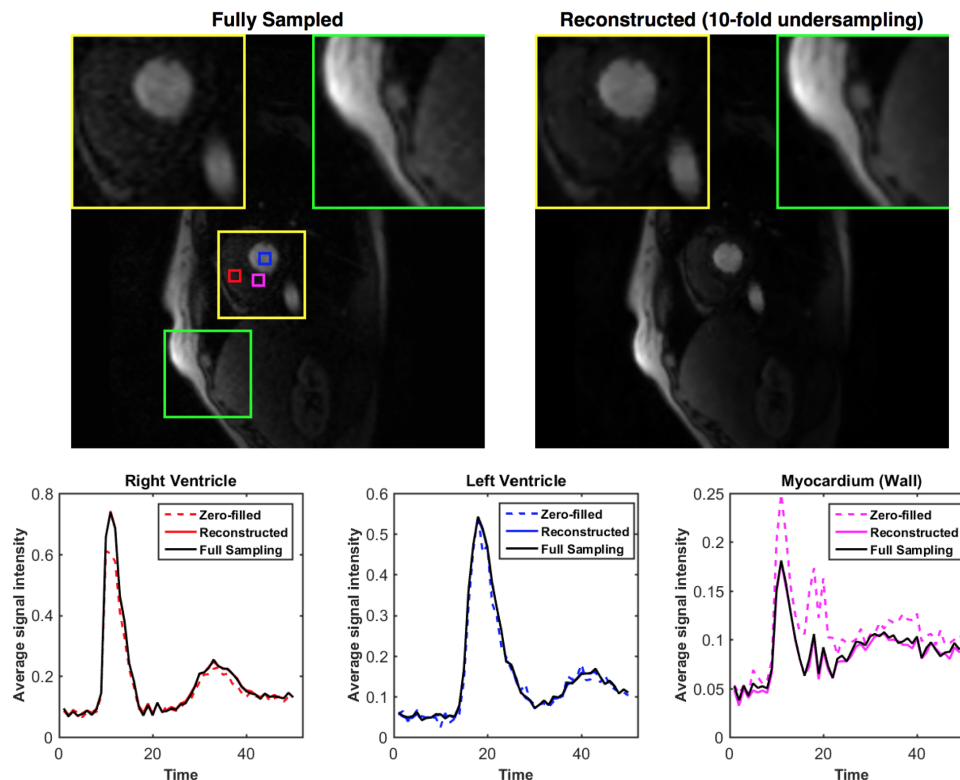 Fully Sampled
Reconstructed (10-fold undersampling)
Right Ventricle
0.8
0.6
0.4
0.2
0
0
20
40
Average signal intensity
Time
Zero-filled
Reconstructed
Full Sampling
Left Ventricle
0.6
0.5
0.4
0.3
0.2
0.1
0
0
20
40
Average signal intensity
Time
Zero-filled
Reconstructed
Full Sampling
Myocardium (Wall)
0.25
0.2
0.15
0.1
0.05
0
0
20
40
Average signal intensity
Time
Zero-filled
Reconstructed
Full Sampling